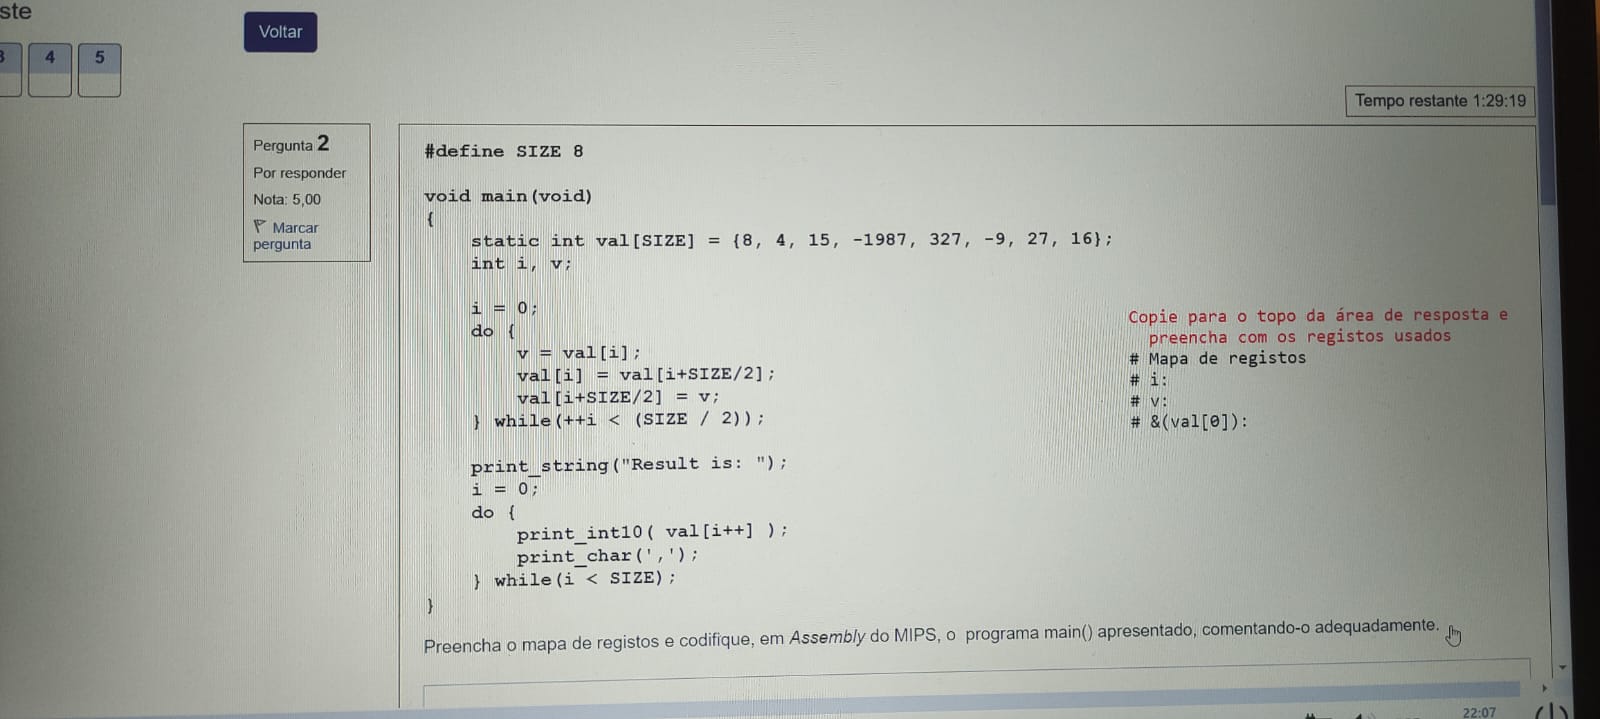 ste
Voltar
3 4 5
Tempo restante 1:29:19
Pergunta 2
Por responder
Nota: 5,00
Marcar
pergunta
#define SIZE 8
void main(void)
{
static int val[SIZE] = {8, 4, 15, -1987, 327, -9, 27, 16};
int i, v;
i = 0;
do {
v = val[i];
val[i] = val[i+SIZE/2];
val[i+SIZE/2] = v;
} while(++i < (SIZE / 2));
print_string("Result is: ");
i = 0;
do {
print_int10( val[i++] );
print_char(',');
} while(i < SIZE);
}
Copie para o topo da área de resposta e
preencha com os registos usados
# Mapa de registos
# i:
# v:
# &(val[0]):
Preencha o mapa de registos e codifique, em Assembly do MIPS, o programa main() apresentado, comentando-o adequadamente.
22:07